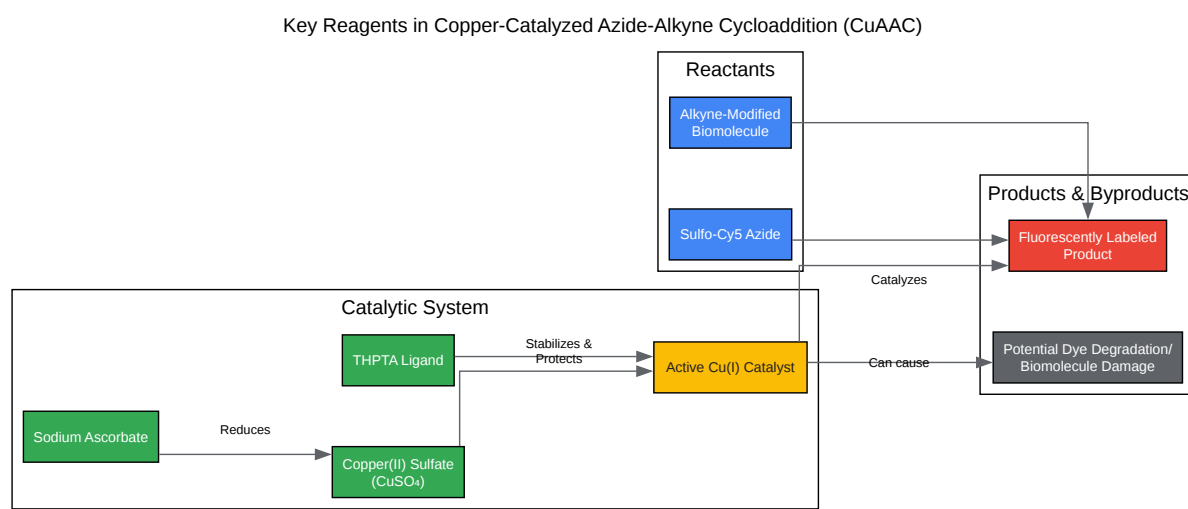 Key Reagents in Copper-Catalyzed Azide-Alkyne Cycloaddition (CuAAC)
Reactants
Alkyne-Modified
Biomolecule
Sulfo-Cy5 Azide
Products & Byproducts
Fluorescently Labeled
Product
Catalyzes
Catalytic System
THPTA Ligand
Stabilizes &
Protects
Active Cu(I) Catalyst
Can cause
Potential Dye Degradation/
Biomolecule Damage
Sodium Ascorbate
Reduces
Copper(II) Sulfate
(CuSO₄)